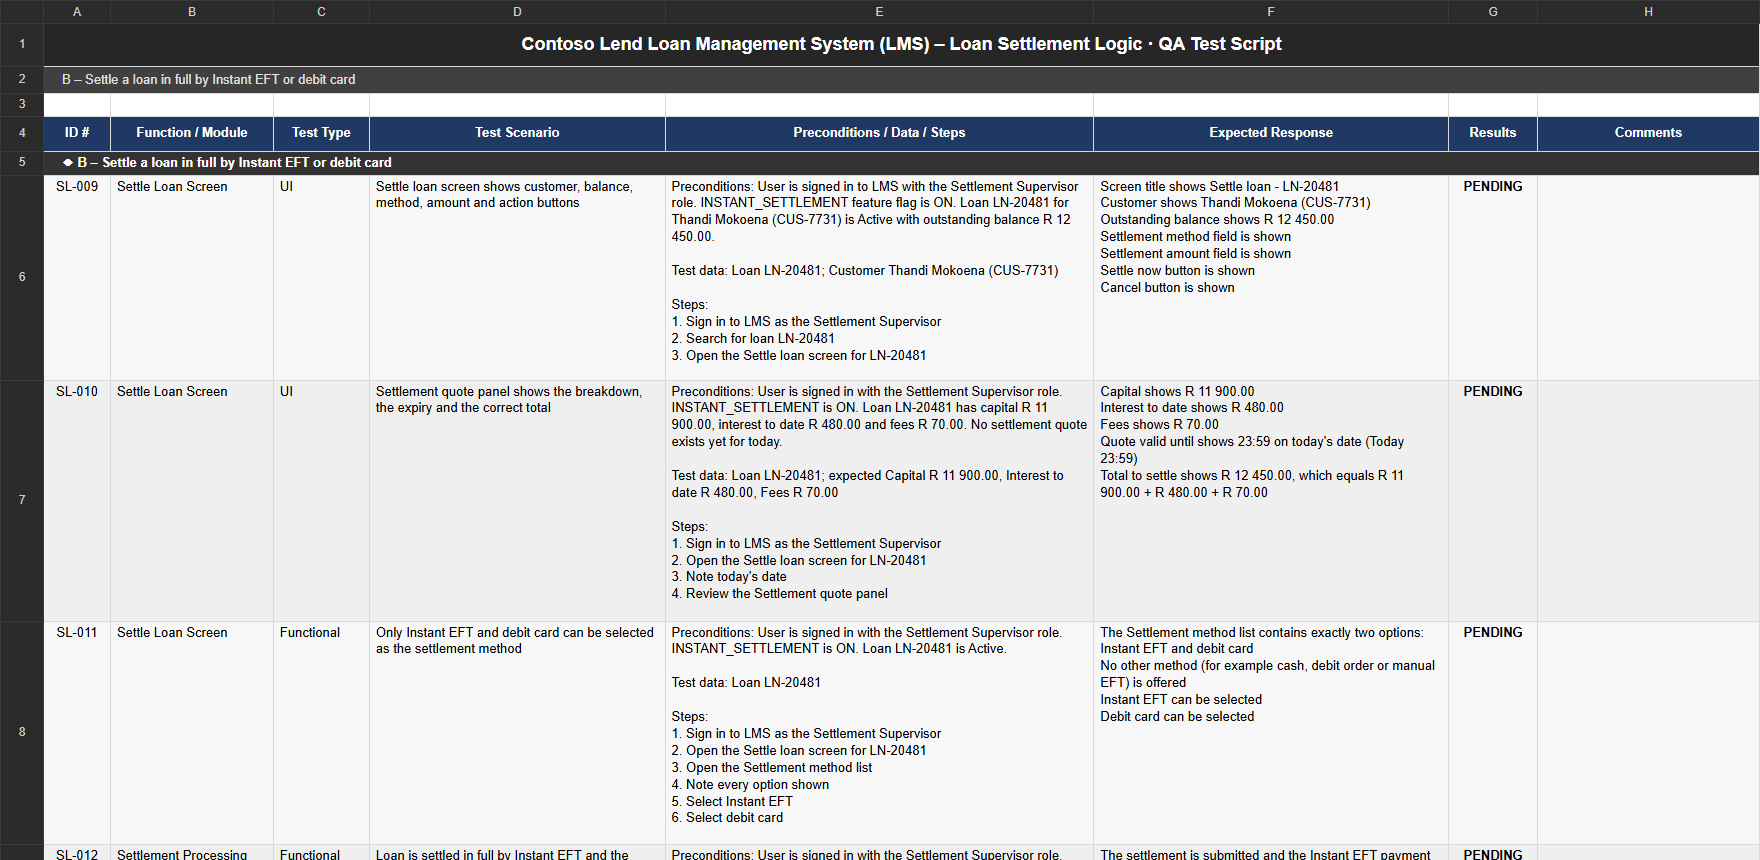 A B C D E F G H
1 Contoso Lend Loan Management System (LMS) – Loan Settlement Logic · QA Test Script
2 B – Settle a loan in full by Instant EFT or debit card
3
4 ID # Function / Module Test Type Test Scenario Preconditions / Data / Steps Expected Response Results Comments
5 B – Settle a loan in full by Instant EFT or debit card
6
SL-009
Settle Loan Screen
UI
Settle loan screen shows customer, balance,
method, amount and action buttons
Preconditions: User is signed in to LMS with the Settlement Supervisor
role. INSTANT_SETTLEMENT feature flag is ON. Loan LN-20481 for
Thandi Mokoena (CUS-7731) is Active with outstanding balance R 12
450.00.
Test data: Loan LN-20481; Customer Thandi Mokoena (CUS-7731)
Steps:
1. Sign in to LMS as the Settlement Supervisor
2. Search for loan LN-20481
3. Open the Settle loan screen for LN-20481
Screen title shows Settle loan - LN-20481
Customer shows Thandi Mokoena (CUS-7731)
Outstanding balance shows R 12 450.00
Settlement method field is shown
Settlement amount field is shown
Settle now button is shown
Cancel button is shown
PENDING
7
SL-010
Settle Loan Screen
UI
Settlement quote panel shows the breakdown,
the expiry and the correct total
Preconditions: User is signed in with the Settlement Supervisor role.
INSTANT_SETTLEMENT is ON. Loan LN-20481 has capital R 11
900.00, interest to date R 480.00 and fees R 70.00. No settlement quote
exists yet for today.
Test data: Loan LN-20481; expected Capital R 11 900.00, Interest to
date R 480.00, Fees R 70.00
Steps:
1. Sign in to LMS as the Settlement Supervisor
2. Open the Settle loan screen for LN-20481
3. Note today's date
4. Review the Settlement quote panel
Capital shows R 11 900.00
Interest to date shows R 480.00
Fees shows R 70.00
Quote valid until shows 23:59 on today's date (Today
23:59)
Total to settle shows R 12 450.00, which equals R 11
900.00 + R 480.00 + R 70.00
PENDING
8
SL-011
Settle Loan Screen
Functional
Only Instant EFT and debit card can be selected
as the settlement method
Preconditions: User is signed in with the Settlement Supervisor role.
INSTANT_SETTLEMENT is ON. Loan LN-20481 is Active.
Test data: Loan LN-20481
Steps:
1. Sign in to LMS as the Settlement Supervisor
2. Open the Settle loan screen for LN-20481
3. Open the Settlement method list
4. Note every option shown
5. Select Instant EFT
6. Select debit card
The Settlement method list contains exactly two options:
Instant EFT and debit card
No other method (for example cash, debit order or manual
EFT) is offered
Instant EFT can be selected
Debit card can be selected
PENDING
SL-012
Settlement Processing
Functional
Loan is settled in full by Instant EFT and the
Preconditions: User is signed in with the Settlement Supervisor role.
The settlement is submitted and the Instant EFT payment
PENDING